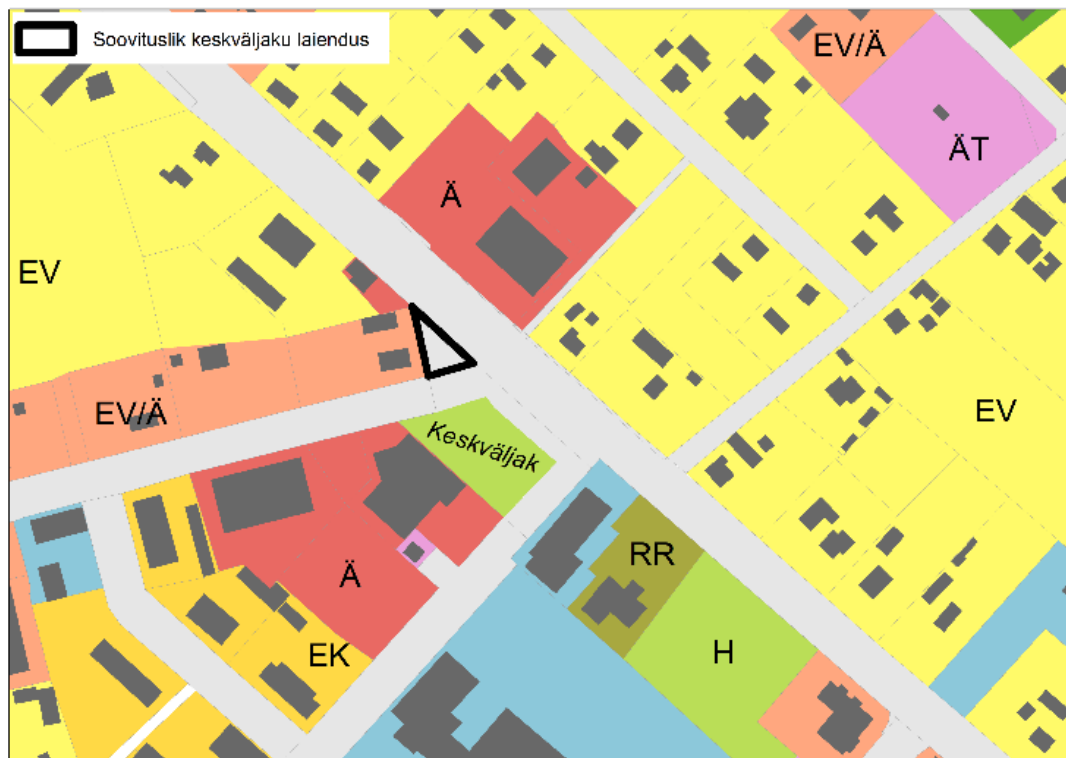 Soovituslik keskväljaku laiendus
EV/Ä
ÄT
Ä
EV
EV/Ä
Keskväljak
EV
Ä
RR
EK
H